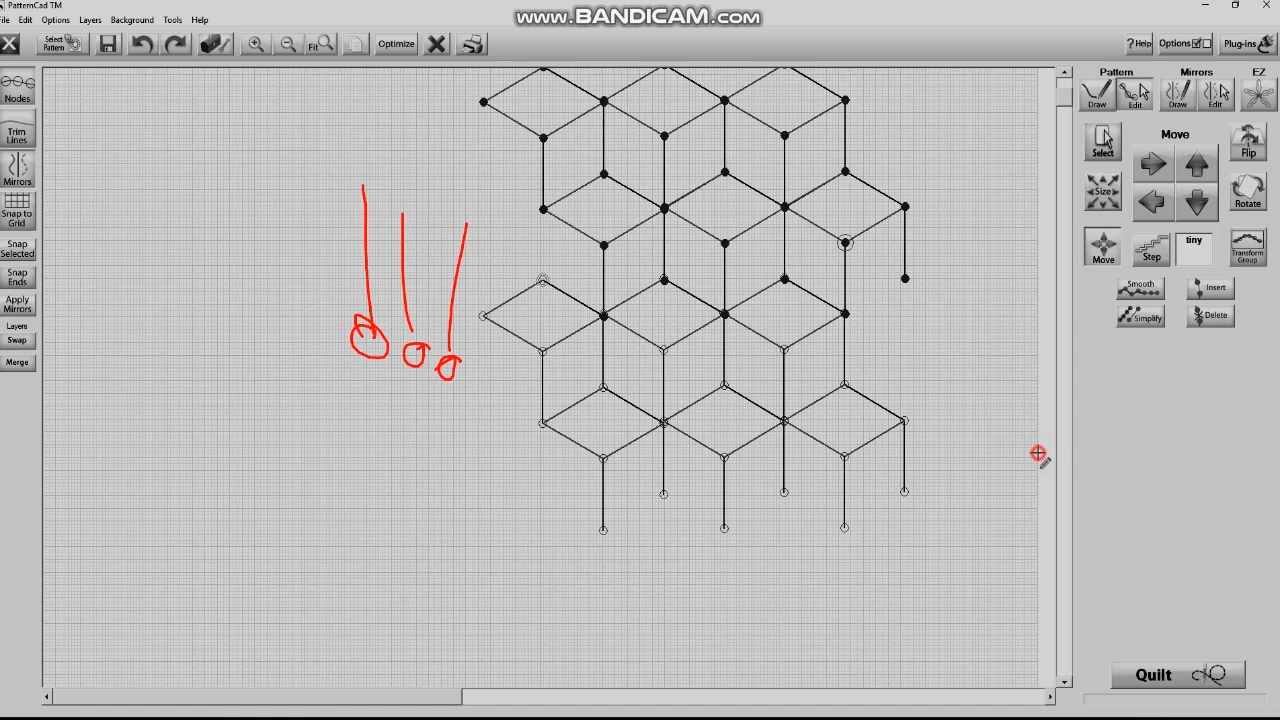 PatternCad TM
www.BANDICAM.com
File Edit Options Layers Background Tools Help
Select Pattern
Fit
Optimize
? Help
Options
Plug-ins
Nodes
Trim Lines
Mirrors
Snap to Grid
Snap Selected
Snap Ends
Apply Mirrors
Layers
Swap
Merge
Pattern Mirrors EZ
Draw Edit Draw Edit
Select
Move
Flip
Size
Rotate
Move
Step
tiny
Transform Group
Smooth
Insert
Simplify
Delete
Quilt